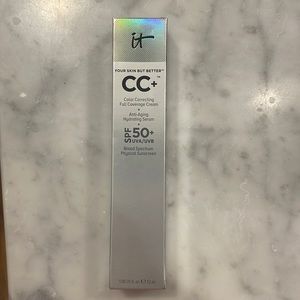 it
YOUR SKIN BUT BETTER™
CC+™
Color Correcting
Full Coverage Cream
+
Anti-Aging
Hydrating Serum
+
SPF 50+
UVA/UVB
Broad Spectrum
Physical Sunscreen